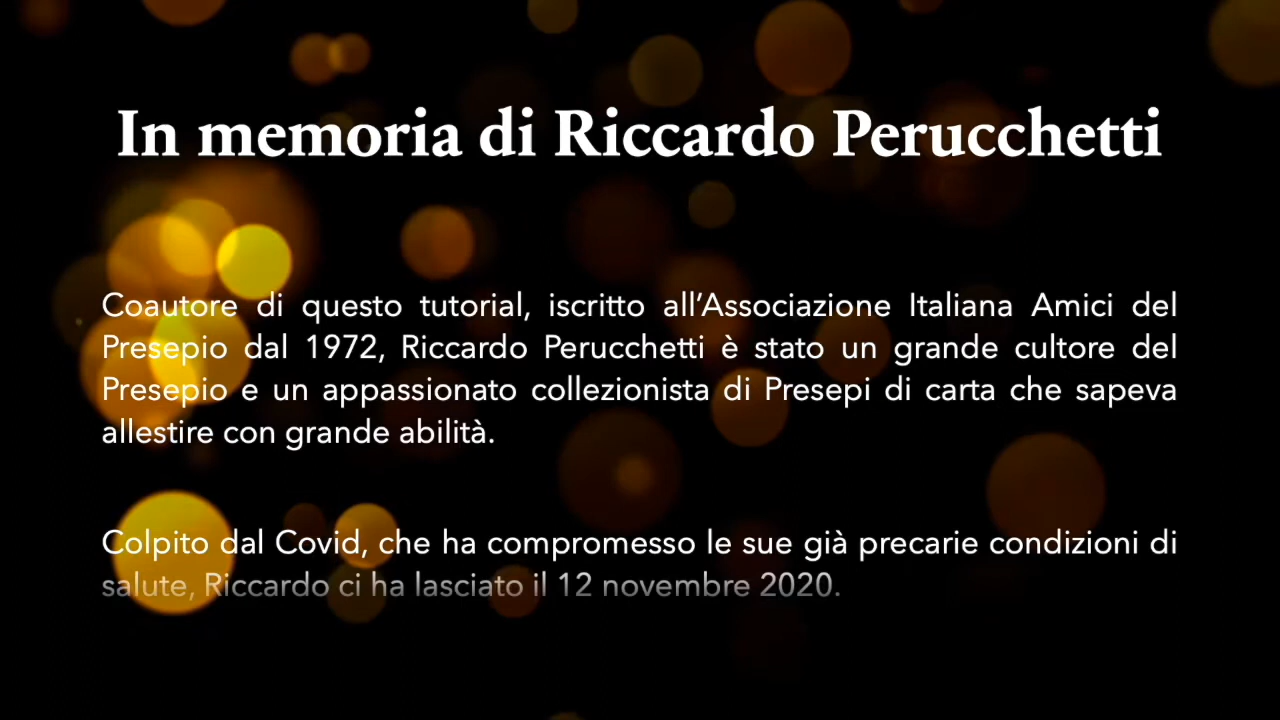 In memoria di Riccardo Perucchetti
Coautore di questo tutorial, iscritto all’Associazione Italiana Amici del
Presepio dal 1972, Riccardo Perucchetti è stato un grande cultore del
Presepio e un appassionato collezionista di Presepi di carta che sapeva
allestire con grande abilità.
Colpito dal Covid, che ha compromesso le sue già precarie condizioni di
salute, Riccardo ci ha lasciato il 12 novembre 2020.